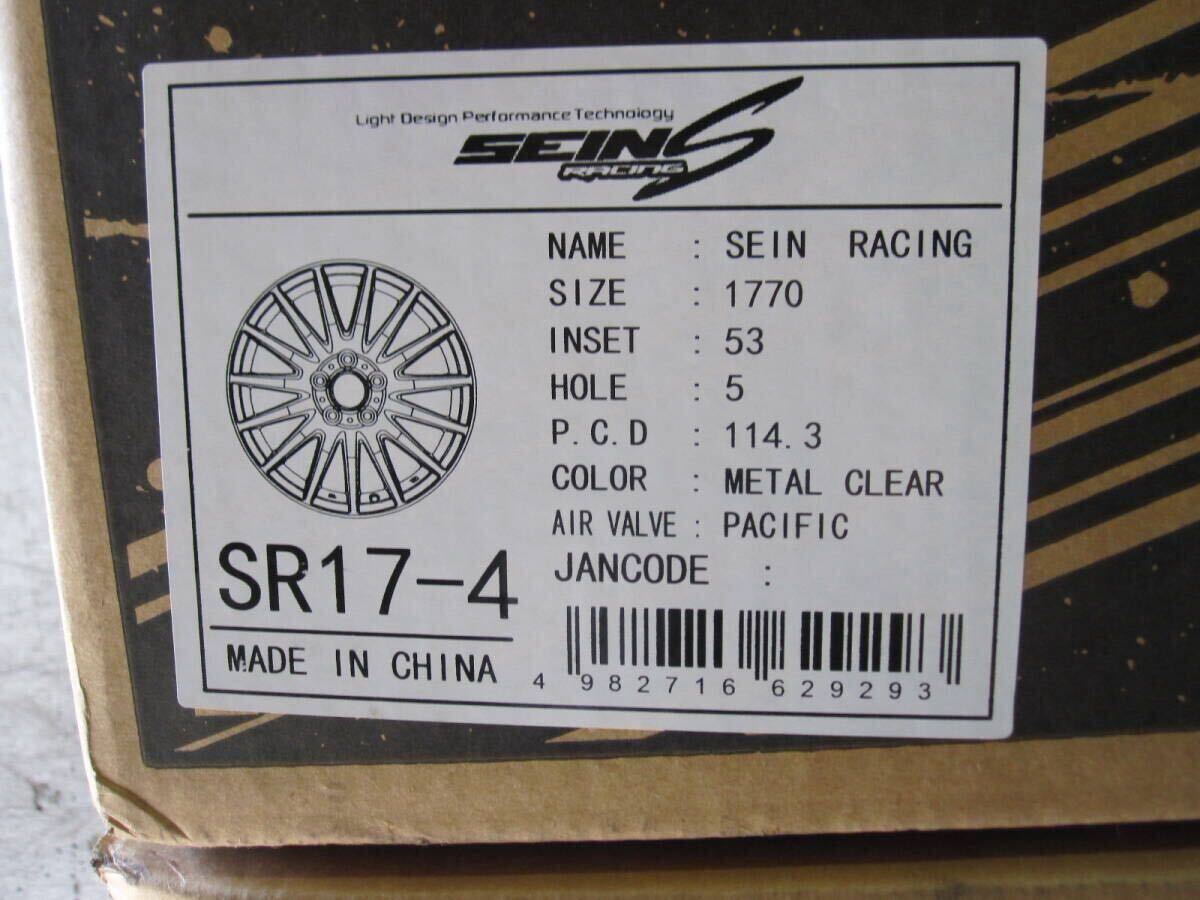 Light Design Performance Technology
SEIN S
RACING
NAME : SEIN RACING
SIZE : 1770
INSET : 53
HOLE : 5
P.C.D : 114.3
COLOR : METAL CLEAR
AIR VALVE : PACIFIC
JANCODE :
SR17-4
MADE IN CHINA
4 982716 629293